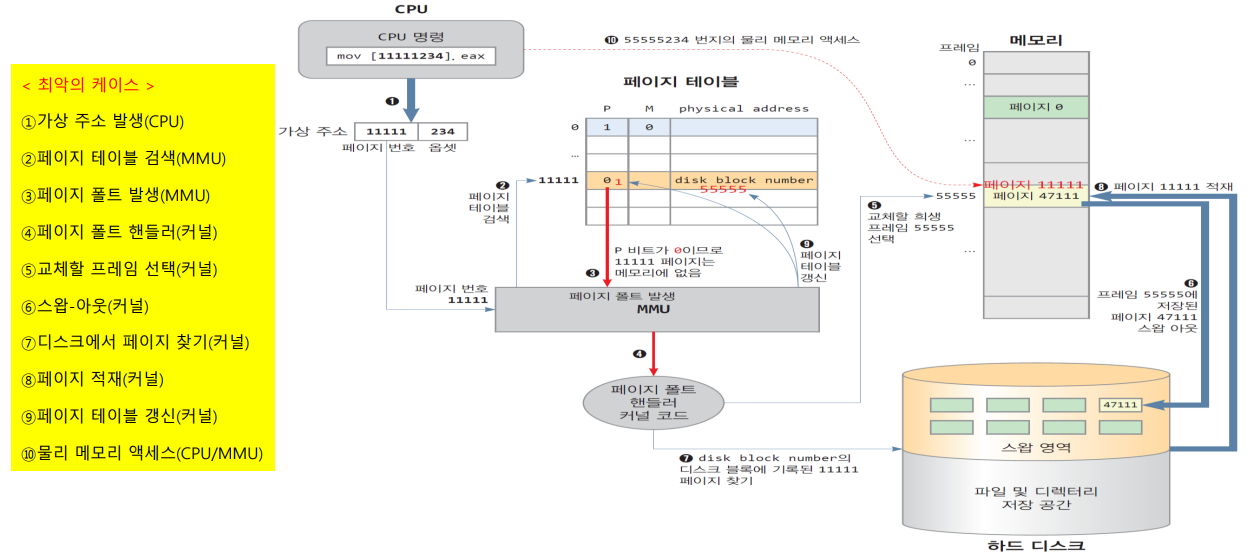 CPU
CPU 명령
mov [11111234], eax
❿ 55555234 번지의 물리 메모리 액세스
< 최악의 케이스 >
①가상 주소 발생(CPU)
②페이지 테이블 검색(MMU)
③페이지 폴트 발생(MMU)
④페이지 폴트 핸들러(커널)
⑤교체할 프레임 선택(커널)
⑥스왑-아웃(커널)
⑦디스크에서 페이지 찾기(커널)
⑧페이지 적재(커널)
⑨페이지 테이블 갱신(커널)
⑩물리 메모리 액세스(CPU/MMU)
❶
가상 주소 11111 234
페이지 번호 옵셋
페이지 테이블
P M physical address
0 1 0
...
11111 0 1 disk block number
55555
❷
페이지
테이블
검색
P 비트가 0이므로
11111 페이지는
메모리에 없음
❸
❾ 페이지
테이블
갱신
페이지 번호
11111
페이지 폴트 발생
MMU
❹
페이지 폴트
핸들러
커널 코드
메모리
프레임
0
...
페이지 0
...
페이지 11111
55555 페이지 47111
...
❽ 페이지 11111 적재
❺
교체할 희생
프레임 55555
선택
❻
프레임 55555에
저장된
페이지 47111
스왑 아웃
❼ disk block number의
디스크 블록에 기록된 11111
페이지 찾기
47111
스왑 영역
파일 및 디렉터리
저장 공간
하드 디스크